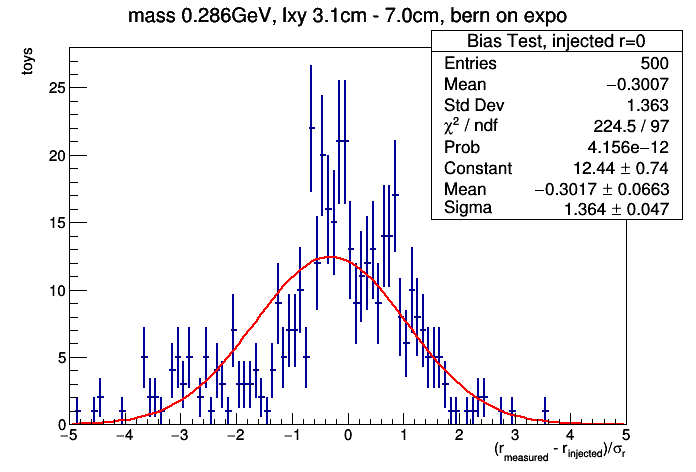 mass 0.286GeV, lxy 3.1cm - 7.0cm, bern on expo
Bias Test, injected r=0
Entries 500
Mean −0.3007
Std Dev 1.363
χ² / ndf 224.5 / 97
Prob 4.156e−12
Constant 12.44 ± 0.74
Mean −0.3017 ± 0.0663
Sigma 1.364 ± 0.047
toys
25
20
15
10
5
0
−5 −4 −3 −2 −1 0 1 2 3 4 5
(r_measured - r_injected)/σ_r